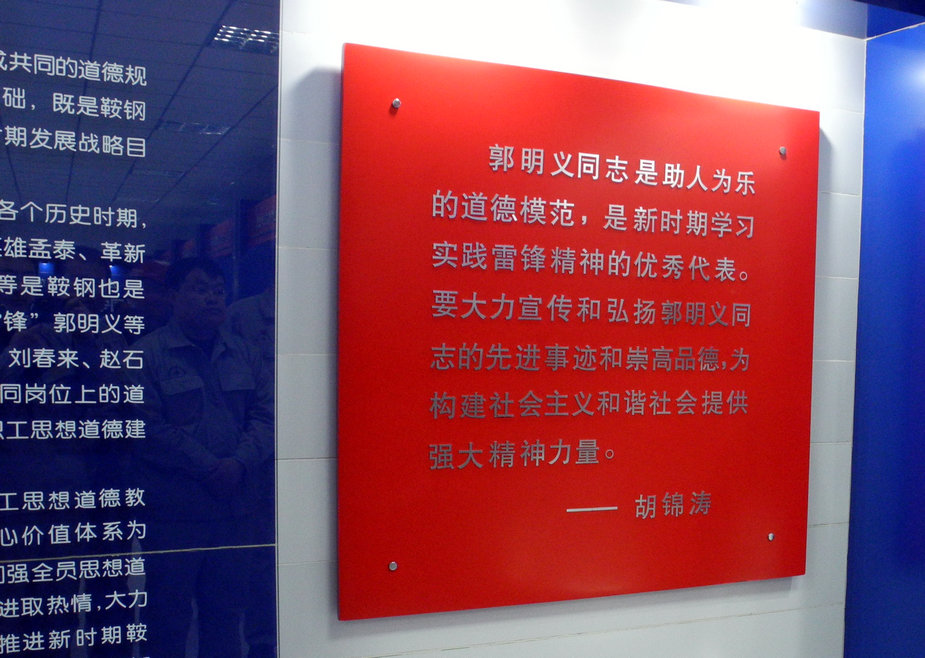 成共同的道德规
础，既是鞍钢
期发展战略目
各个历史时期，
雄孟泰、革新
等是鞍钢也是
锋”郭明义等
刘春来、赵石
同岗位上的道
职工思想道德建
工思想道德教
心价值体系为
加强全员思想道
进取热情，大力
推进新时期鞍
郭明义同志是助人为乐
的道德模范，是新时期学习
实践雷锋精神的优秀代表。
要大力宣传和弘扬郭明义同
志的先进事迹和崇高品德，为
构建社会主义和谐社会提供
强大精神力量。
——胡锦涛